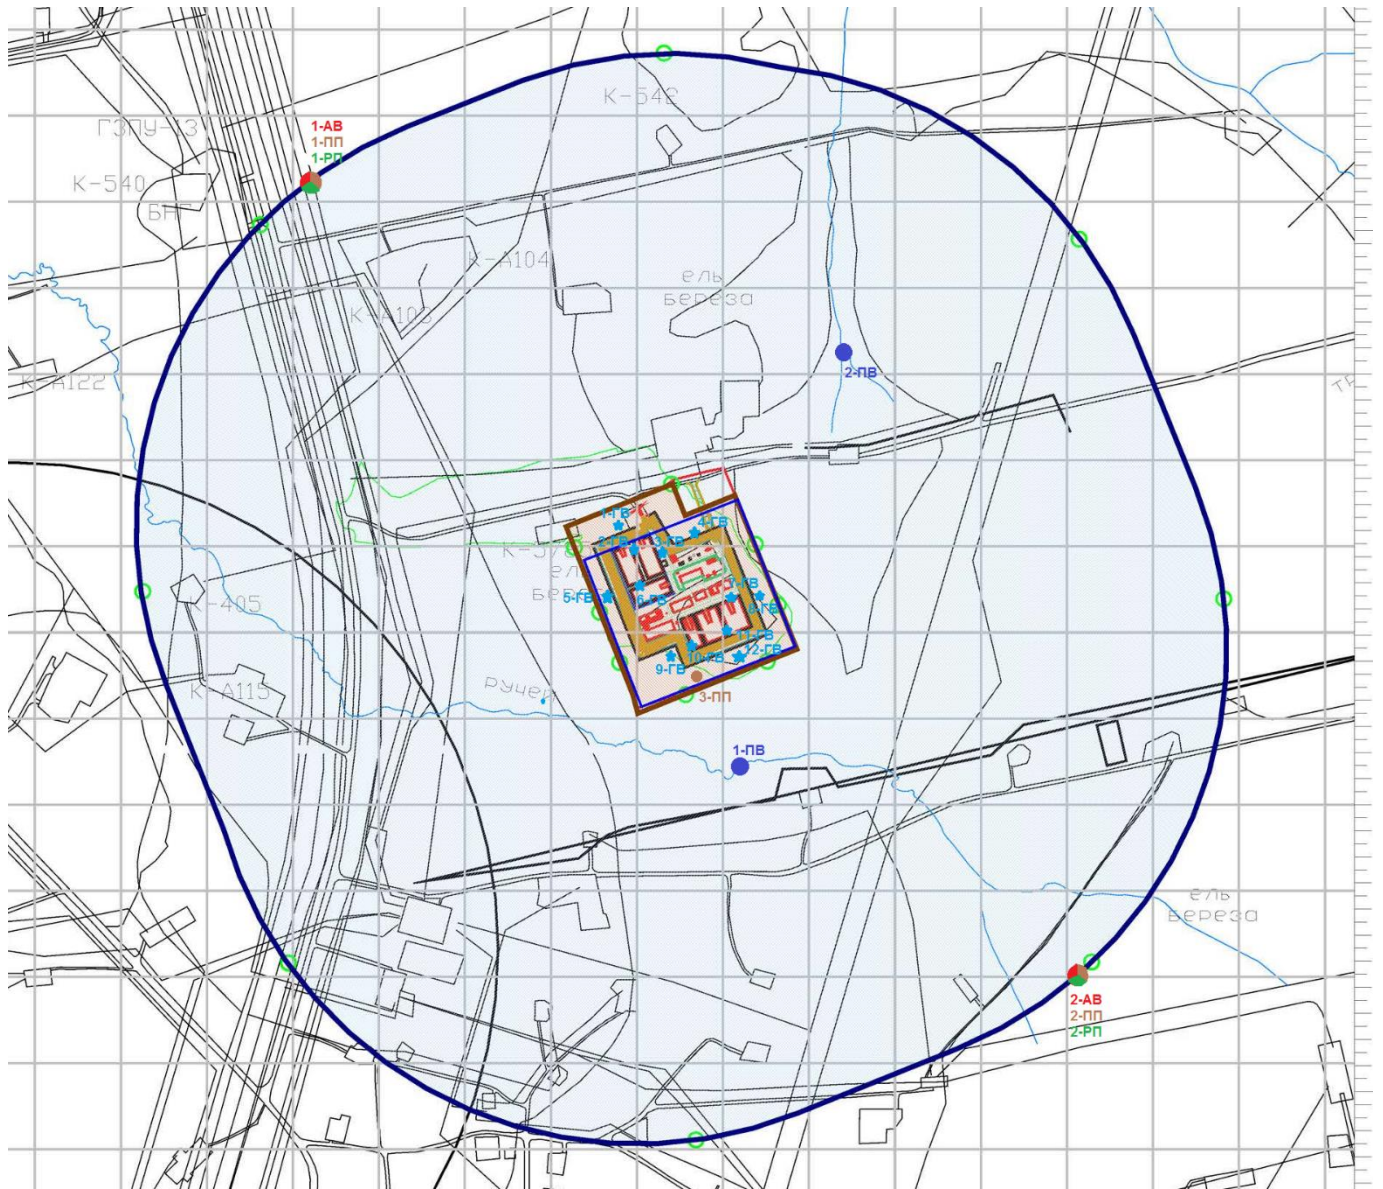 К-542
ГЗПУ-13
1-АВ
1-ПП
1-РП
К-540
К-А104
ель
береза
К-А103
2-ПВ
К-А122
1-ГВ
4-ГВ
2-ГВ
3-ГВ
7-ГВ
5-ГВ
6-ГВ
8-ГВ
К-405
11-ГВ
12-ГВ
9-ГВ
10-ГВ
К-А115
ручей
3-ПП
1-ПВ
ель
береза
2-АВ
2-ПП
2-РП